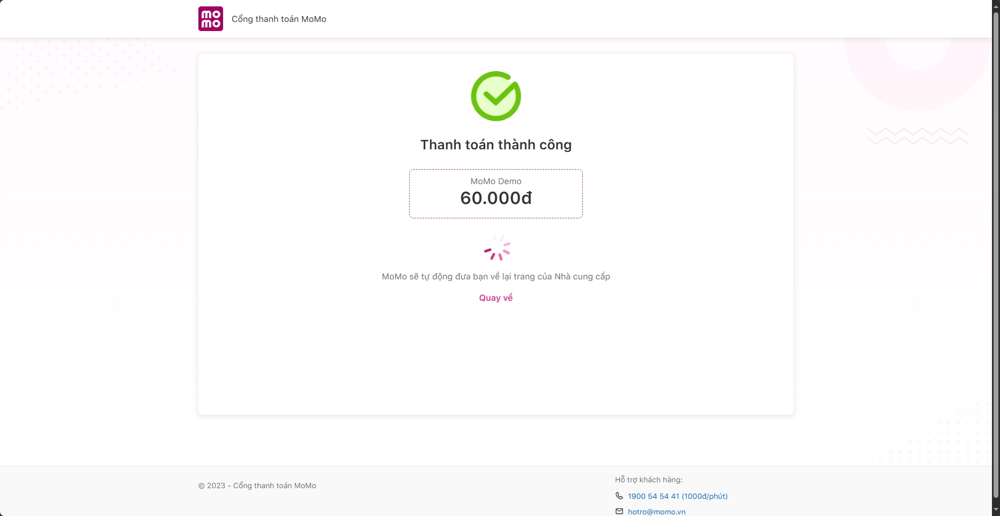 mo
mo
Cổng thanh toán MoMo
Thanh toán thành công
MoMo Demo
60.000đ
MoMo sẽ tự động đưa bạn về lại trang của Nhà cung cấp
Quay về
© 2023 - Cổng thanh toán MoMo
Hỗ trợ khách hàng:
1900 54 54 41 (1000đ/phút)
hotro@momo.vn